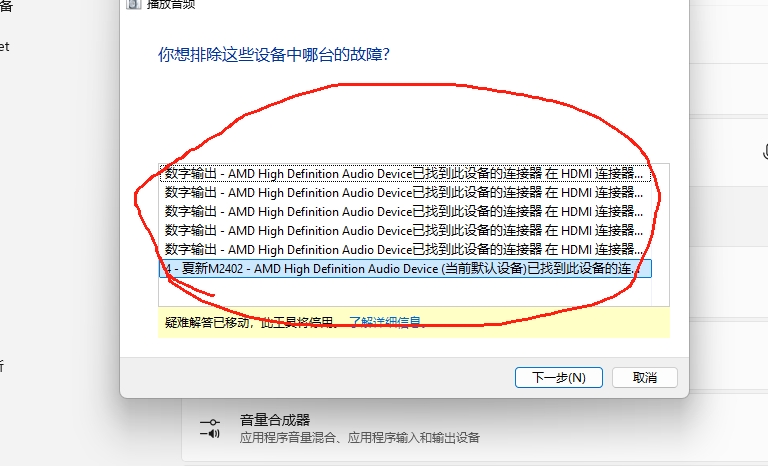 备
播放音频
et
你想排除这些设备中哪台的故障?
数字输出 - AMD High Definition Audio Device已找到此设备的连接器 在 HDMI 连接器...
数字输出 - AMD High Definition Audio Device已找到此设备的连接器 在 HDMI 连接器...
数字输出 - AMD High Definition Audio Device已找到此设备的连接器 在 HDMI 连接器...
数字输出 - AMD High Definition Audio Device已找到此设备的连接器 在 HDMI 连接器...
数字输出 - AMD High Definition Audio Device已找到此设备的连接器 在 HDMI 连接器...
4 - 夏新M2402 - AMD High Definition Audio Device (当前默认设备)已找到此设备的连...
疑难解答已移动，此工具将停用。 了解详细信息。
下一步(N)
取消
音量合成器
应用程序音量混合、应用程序输入和输出设备